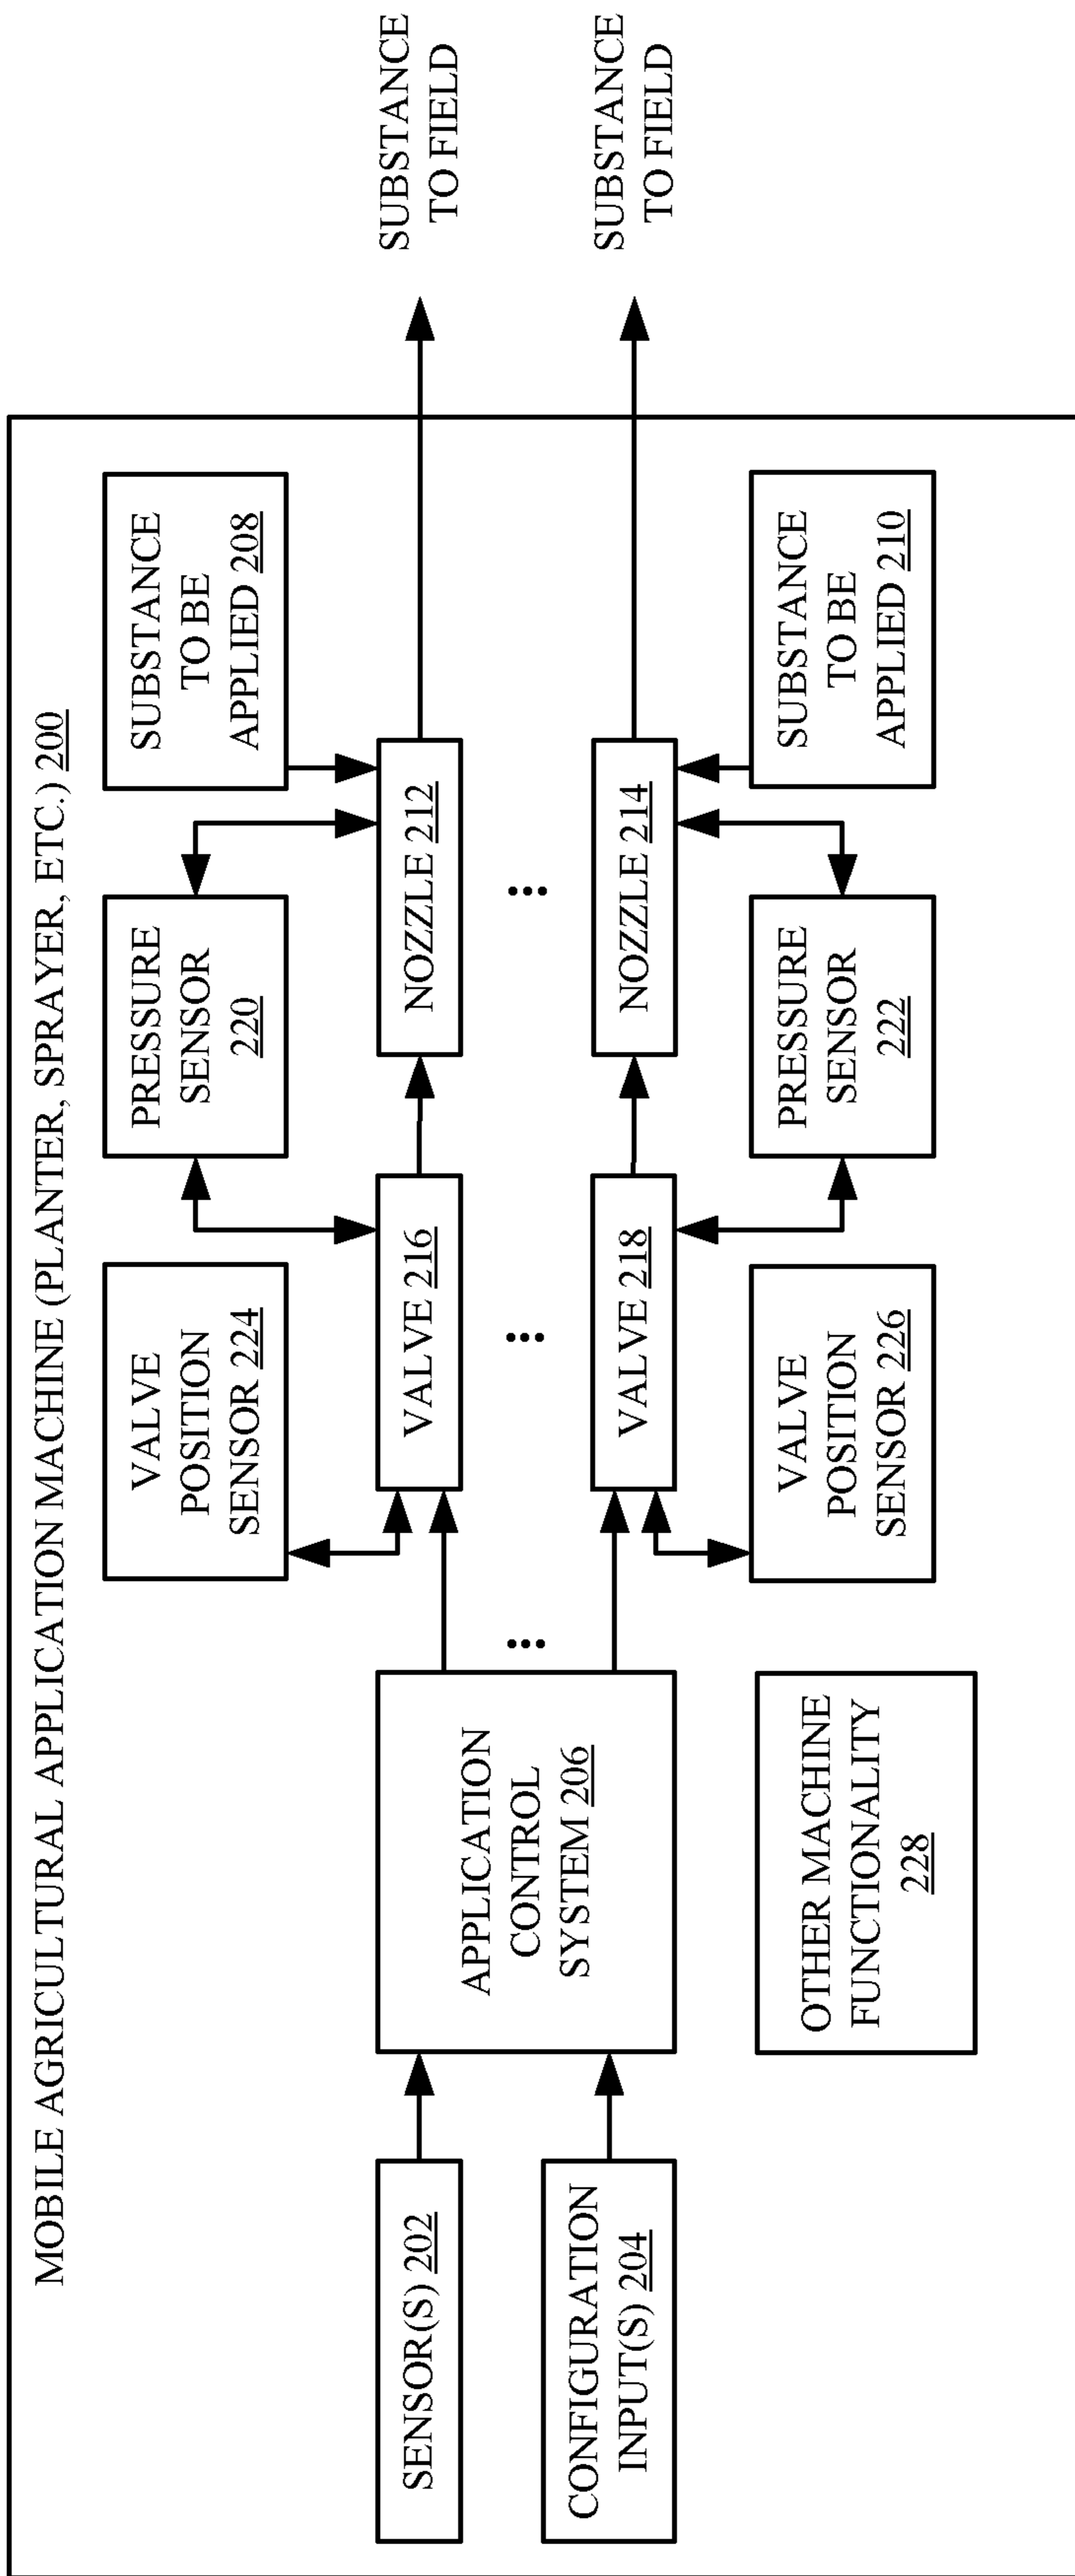 MOBILE AGRICULTURAL APPLICATION MACHINE (PLANTER, SPRAYER, ETC.) 200
SENSOR(S) 202
CONFIGURATION
INPUT(S) 204
APPLICATION
CONTROL
SYSTEM 206
OTHER MACHINE
FUNCTIONALITY
228
VALVE
POSITION
SENSOR 224
VALVE 216
...
...
VALVE 218
VALVE
POSITION
SENSOR 226
PRESSURE
SENSOR
220
SUBSTANCE
TO BE
APPLIED 208
NOZZLE 212
...
NOZZLE 214
PRESSURE
SENSOR
222
SUBSTANCE
TO BE
APPLIED 210
SUBSTANCE
TO FIELD
SUBSTANCE
TO FIELD